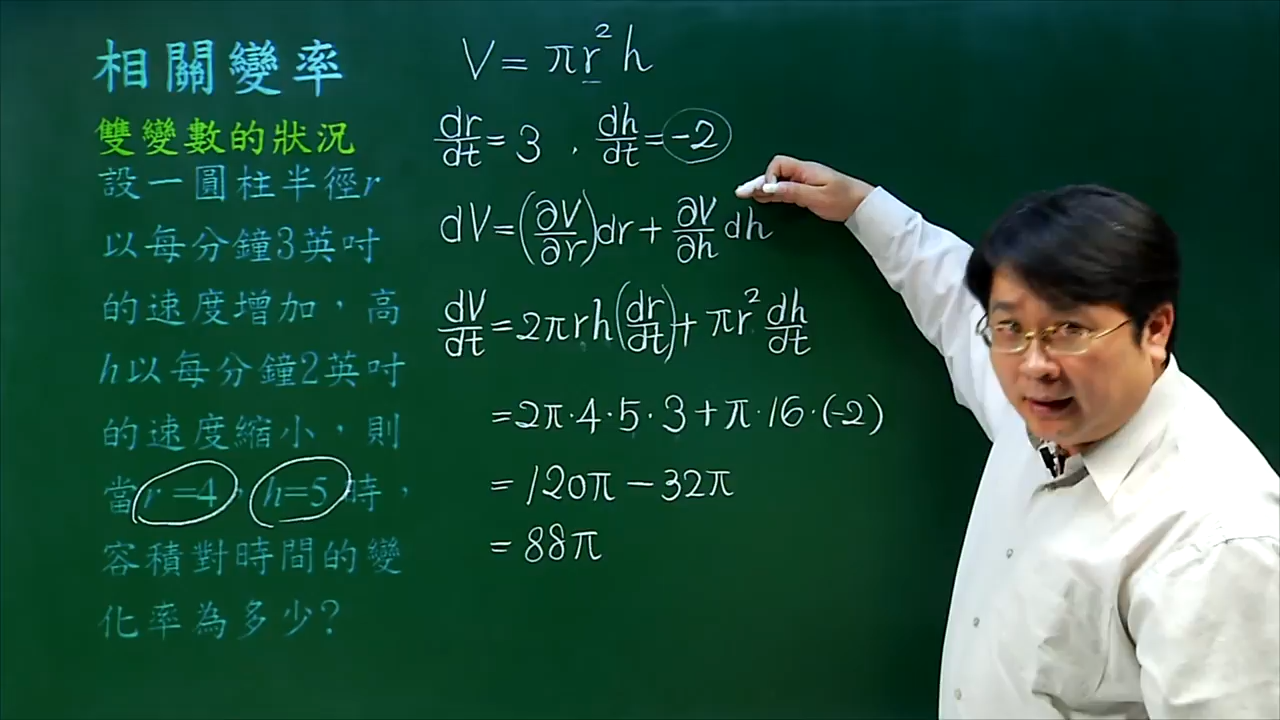 相關變率
雙變數的狀況
設一圓柱半徑r
以每分鐘3英吋
的速度增加，高
h以每分鐘2英吋
的速度縮小，則
當r=4，h=5時，
容積對時間的變
化率為多少?
V = πr²h
dr/dt = 3 , dh/dt = -2
dV = (∂V/∂r)dr + ∂V/∂h dh
dV/dt = 2πrh(dr/dt) + πr² dh/dt
= 2π·4·5·3 + π·16·(-2)
= 120π - 32π
= 88π